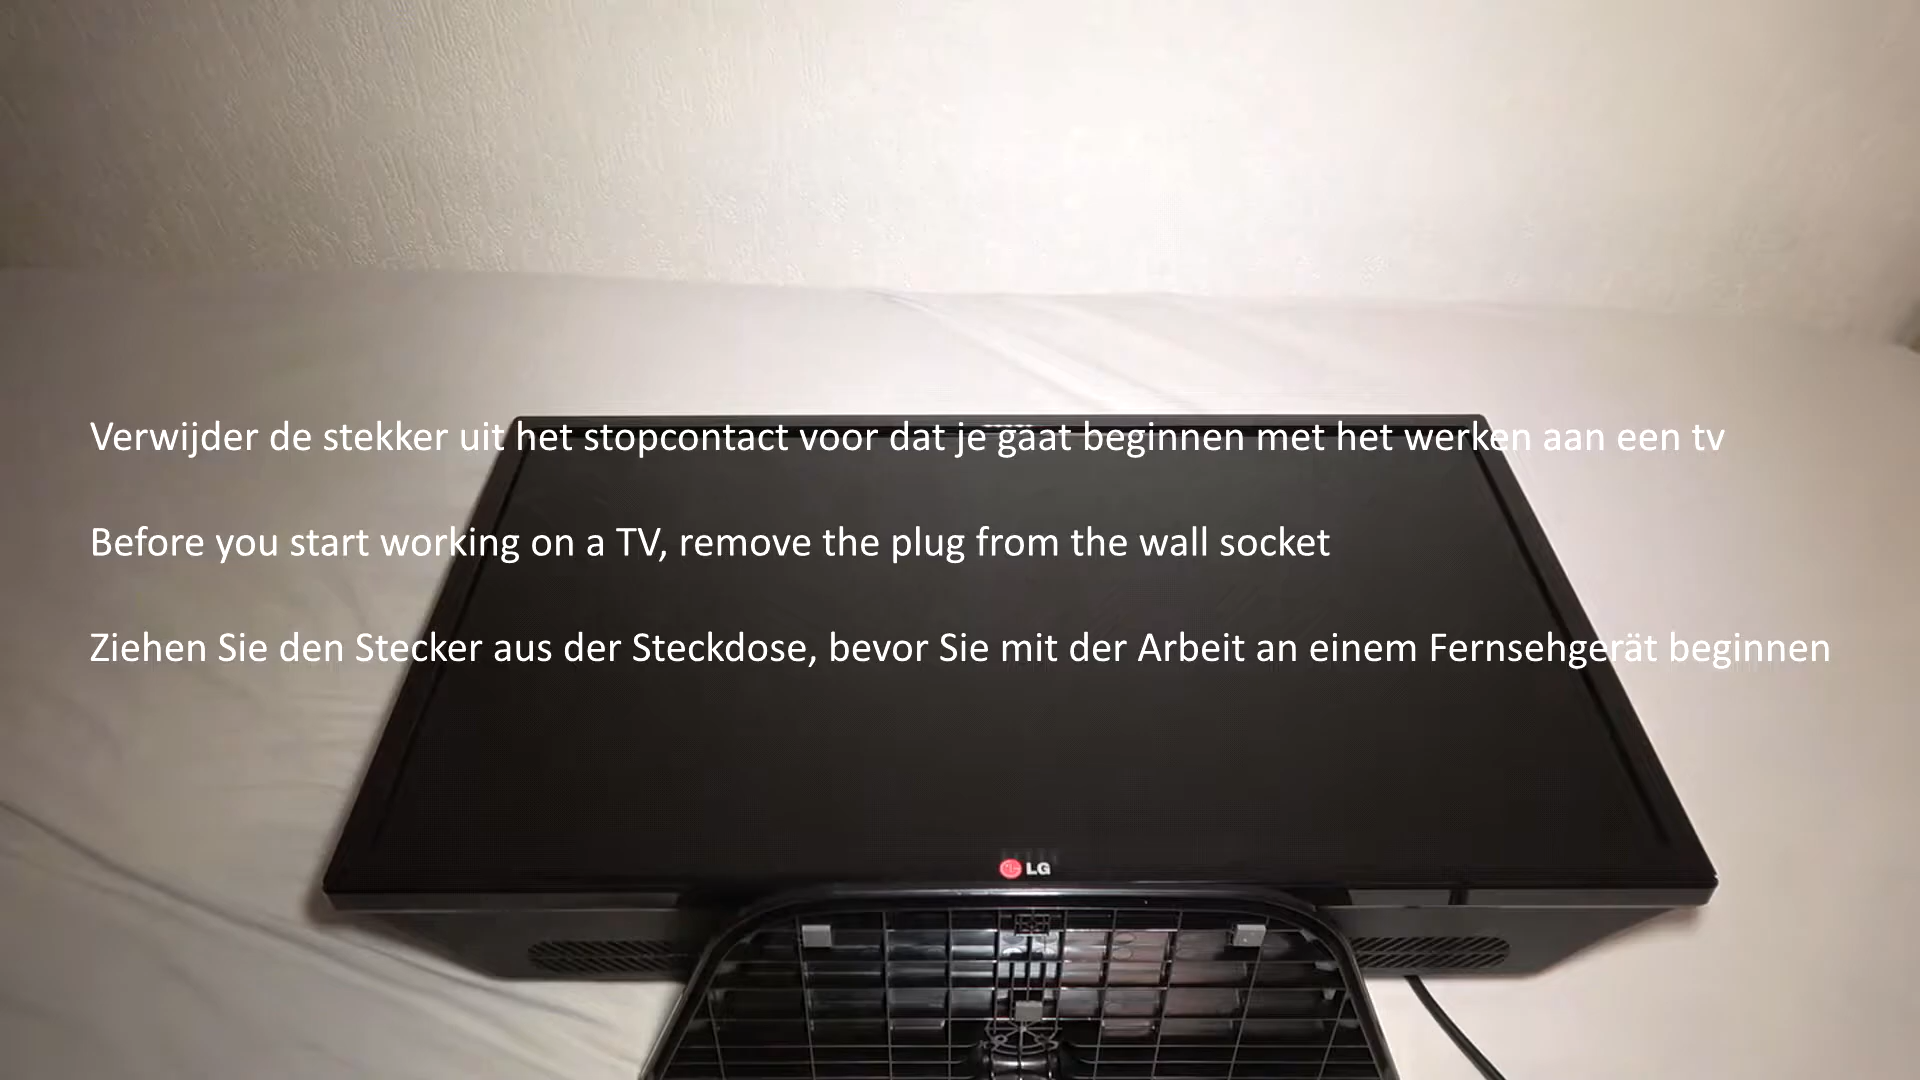 Verwijder de stekker uit het stopcontact voor dat je gaat beginnen met het werken aan een tv
Before you start working on a TV, remove the plug from the wall socket
Ziehen Sie den Stecker aus der Steckdose, bevor Sie mit der Arbeit an einem Fernsehgerät beginnen
LG